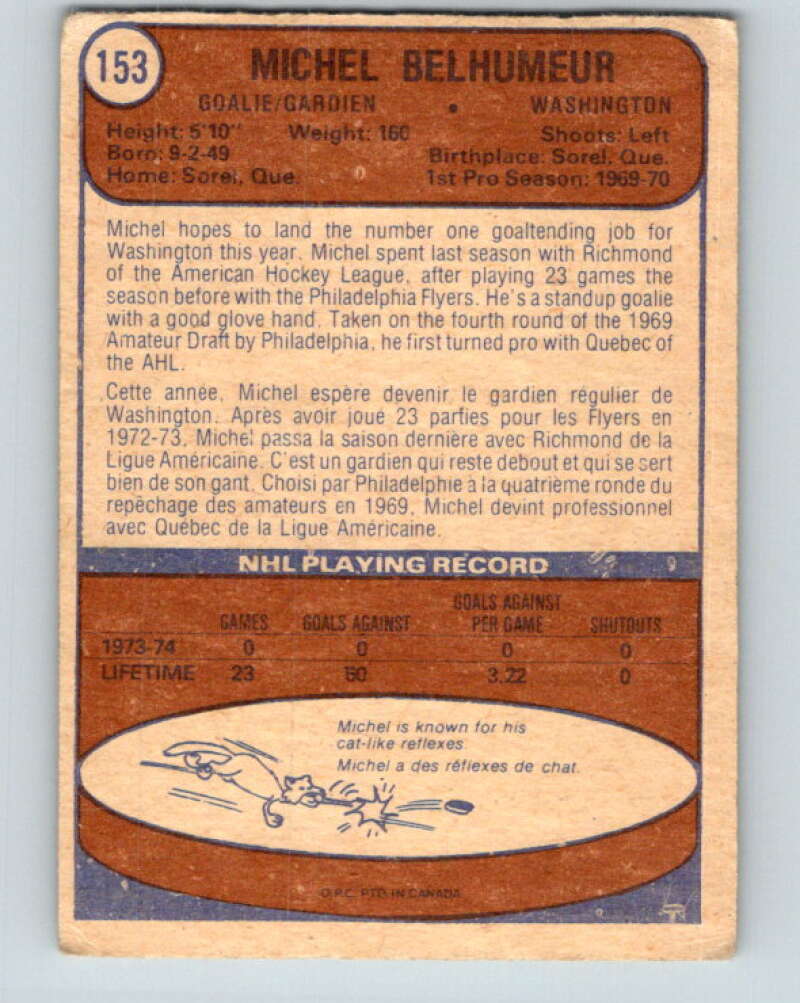 153
MICHEL BELHUMEUR
GOALIE/GARDIEN • WASHINGTON
Height: 5'10" Weight: 160 Shoots: Left
Born: 9-2-49 Birthplace: Sorel, Que.
Home: Sorel, Que. 1st Pro Season: 1969-70
Michel hopes to land the number one goaltending job for
Washington this year. Michel spent last season with Richmond
of the American Hockey League, after playing 23 games the
season before with the Philadelphia Flyers. He's a standup goalie
with a good glove hand. Taken on the fourth round of the 1969
Amateur Draft by Philadelphia, he first turned pro with Quebec of
the AHL.
Cette année, Michel espère devenir le gardien régulier de
Washington. Après avoir joué 23 parties pour les Flyers en
1972-73, Michel passa la saison dernière avec Richmond de la
Ligue Américaine. C'est un gardien qui reste debout et qui se sert
bien de son gant. Choisi par Philadelphie à la quatrième ronde du
repêchage des amateurs en 1969, Michel devint professionnel
avec Québec de la Ligue Américaine.
NHL PLAYING RECORD
GAMES GOALS AGAINST GOALS AGAINST PER GAME SHUTOUTS
1973-74 0 0 0 0
LIFETIME 23 60 3.22 0
Michel is known for his
cat-like reflexes.
Michel a des réflexes de chat.
O.P.C. PTD. IN CANADA